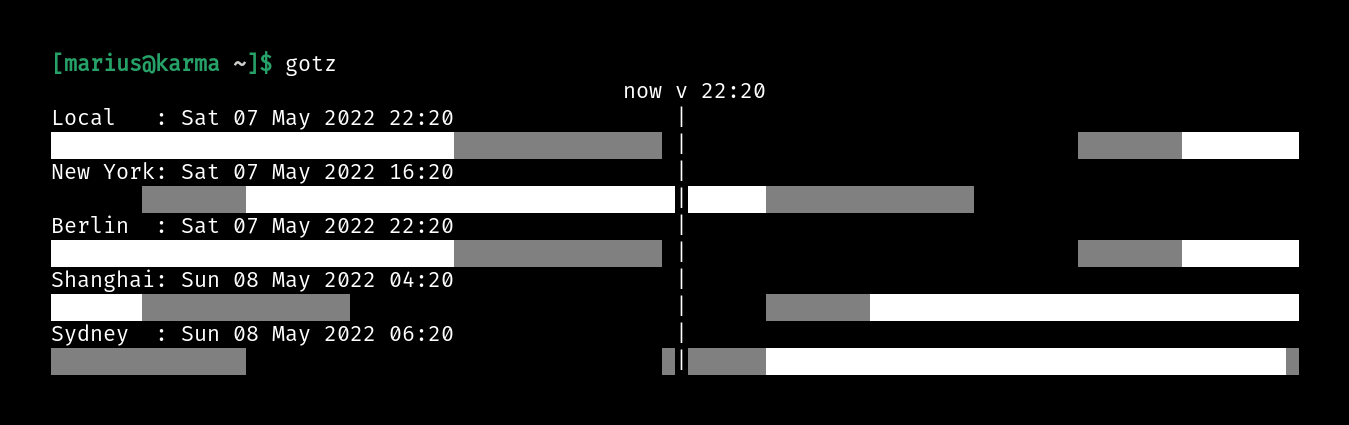 [marius@karma ~]$ gotz
now v 22:20
Local   : Sat 07 May 2022 22:20
New York: Sat 07 May 2022 16:20
Berlin  : Sat 07 May 2022 22:20
Shanghai: Sun 08 May 2022 04:20
Sydney  : Sun 08 May 2022 06:20